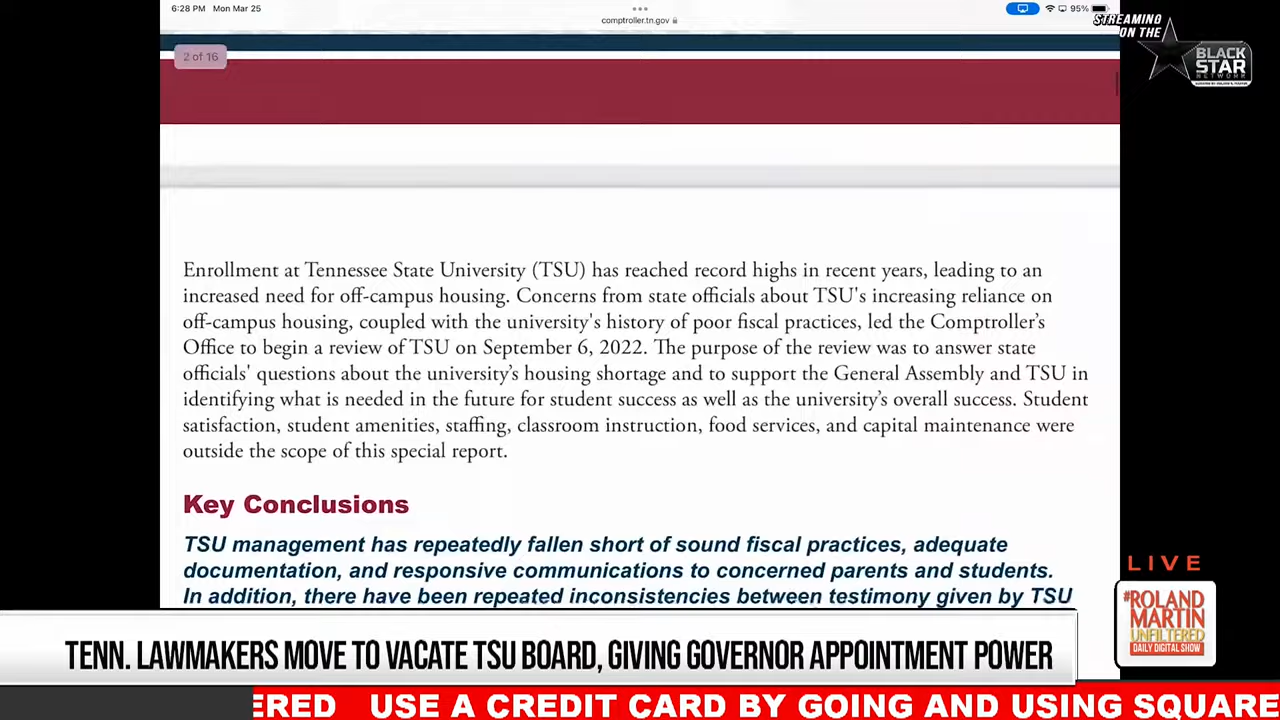 6:28 PM Mon Mar 25
comptroller.tn.gov
95%
STREAMING
ON THE
BLACK
STAR
NETWORK
2 of 16
Enrollment at Tennessee State University (TSU) has reached record highs in recent years, leading to an
increased need for off-campus housing. Concerns from state officials about TSU's increasing reliance on
off-campus housing, coupled with the university's history of poor fiscal practices, led the Comptroller's
Office to begin a review of TSU on September 6, 2022. The purpose of the review was to answer state
officials' questions about the university's housing shortage and to support the General Assembly and TSU in
identifying what is needed in the future for student success as well as the university's overall success. Student
satisfaction, student amenities, staffing, classroom instruction, food services, and capital maintenance were
outside the scope of this special report.
Key Conclusions
TSU management has repeatedly fallen short of sound fiscal practices, adequate
documentation, and responsive communications to concerned parents and students.
In addition, there have been repeated inconsistencies between testimony given by TSU
LIVE
#ROLAND
MARTIN
UNFILTERED
DAILY DIGITAL SHOW
TENN. LAWMAKERS MOVE TO VACATE TSU BOARD, GIVING GOVERNOR APPOINTMENT POWER
ERED USE A CREDIT CARD BY GOING AND USING SQUARE